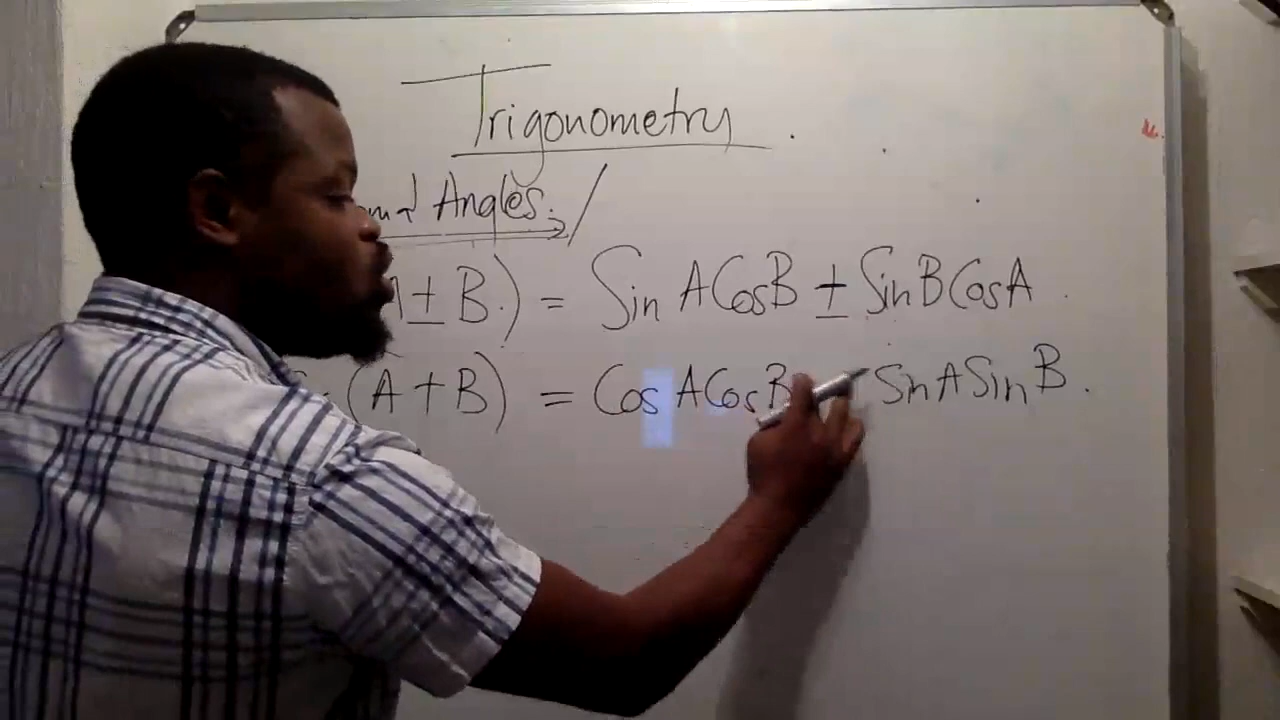 Trigonometry.
Angles.
± B.) = Sin A Cos B ± Sin B Cos A
(A + B) = Cos A Cos B Sin A Sin B.